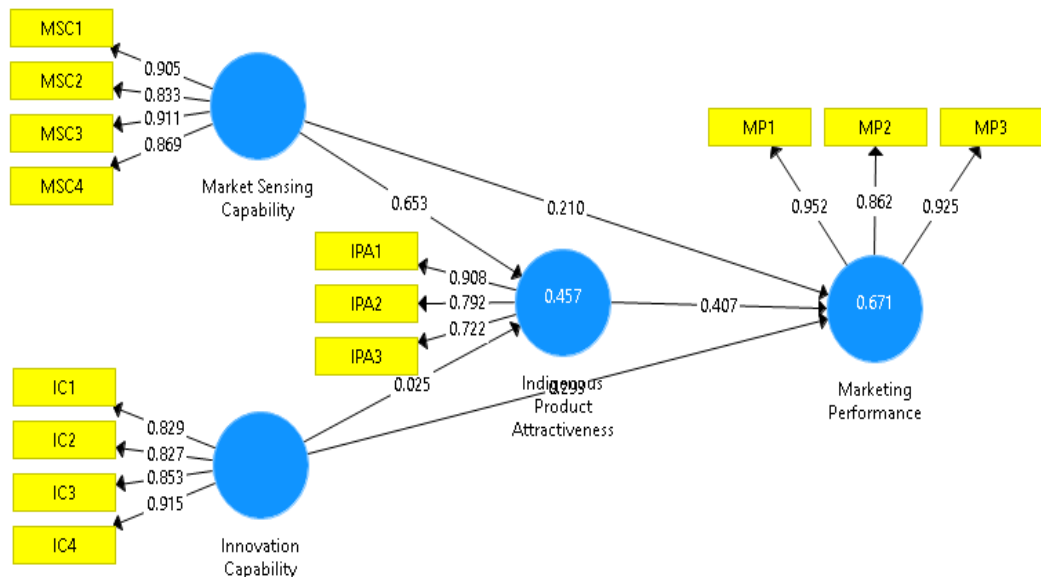 MSC1
MSC2
MSC3
MSC4
0.905
0.833
0.911
0.869
Market Sensing
Capability
0.653
0.210
MP1
MP2
MP3
0.952
0.862
0.925
IPA1
IPA2
IPA3
0.908
0.792
0.722
0.457
0.407
0.671
Indigenous
Product
Attractiveness
Marketing
Performance
0.025
IC1
IC2
IC3
IC4
0.829
0.827
0.853
0.915
Innovation
Capability